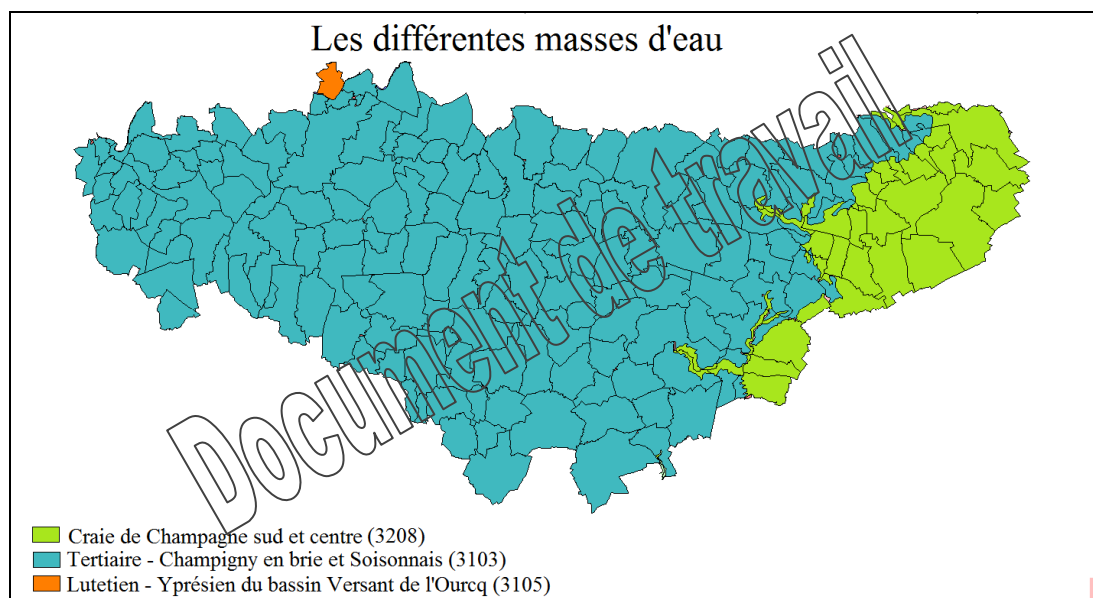 Les différentes masses d'eau
Document de travail
Craie de Champagne sud et centre (3208)
Tertiaire - Champigny en brie et Soisonnais (3103)
Lutetien - Yprésien du bassin Versant de l'Ourcq (3105)